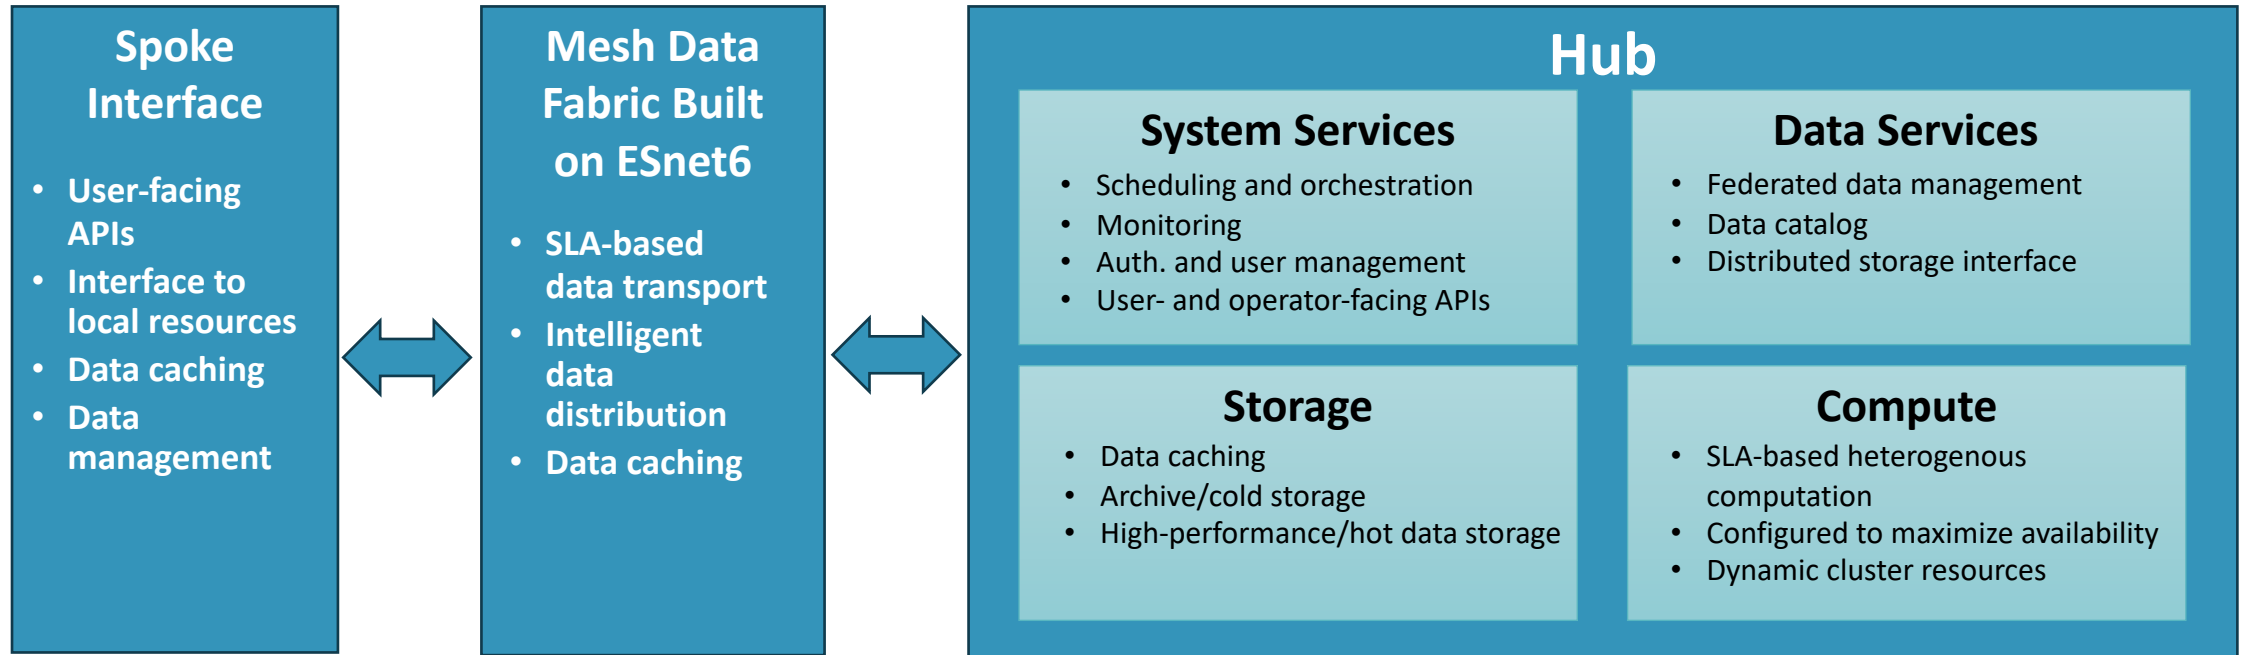 Spoke
Interface
• User-facing
APIs
• Interface to
local resources
• Data caching
• Data
management
Mesh Data
Fabric Built
on ESnet6
• SLA-based
data transport
• Intelligent
data
distribution
• Data caching
Hub
System Services
• Scheduling and orchestration
• Monitoring
• Auth. and user management
• User- and operator-facing APIs
Data Services
• Federated data management
• Data catalog
• Distributed storage interface
Storage
• Data caching
• Archive/cold storage
• High-performance/hot data storage
Compute
• SLA-based heterogenous
computation
• Configured to maximize availability
• Dynamic cluster resources